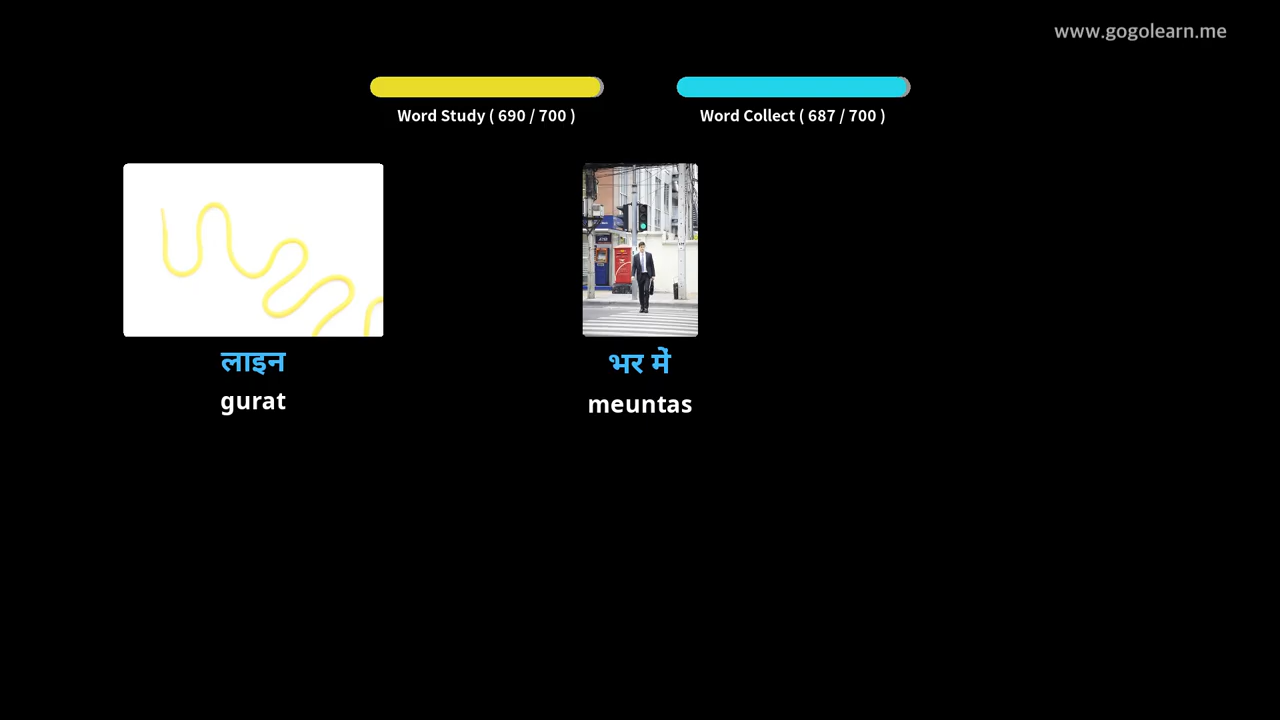 www.gogolearn.me
Word Study ( 690 / 700 )
Word Collect ( 687 / 700 )
लाइन
gurat
भर में
meuntas